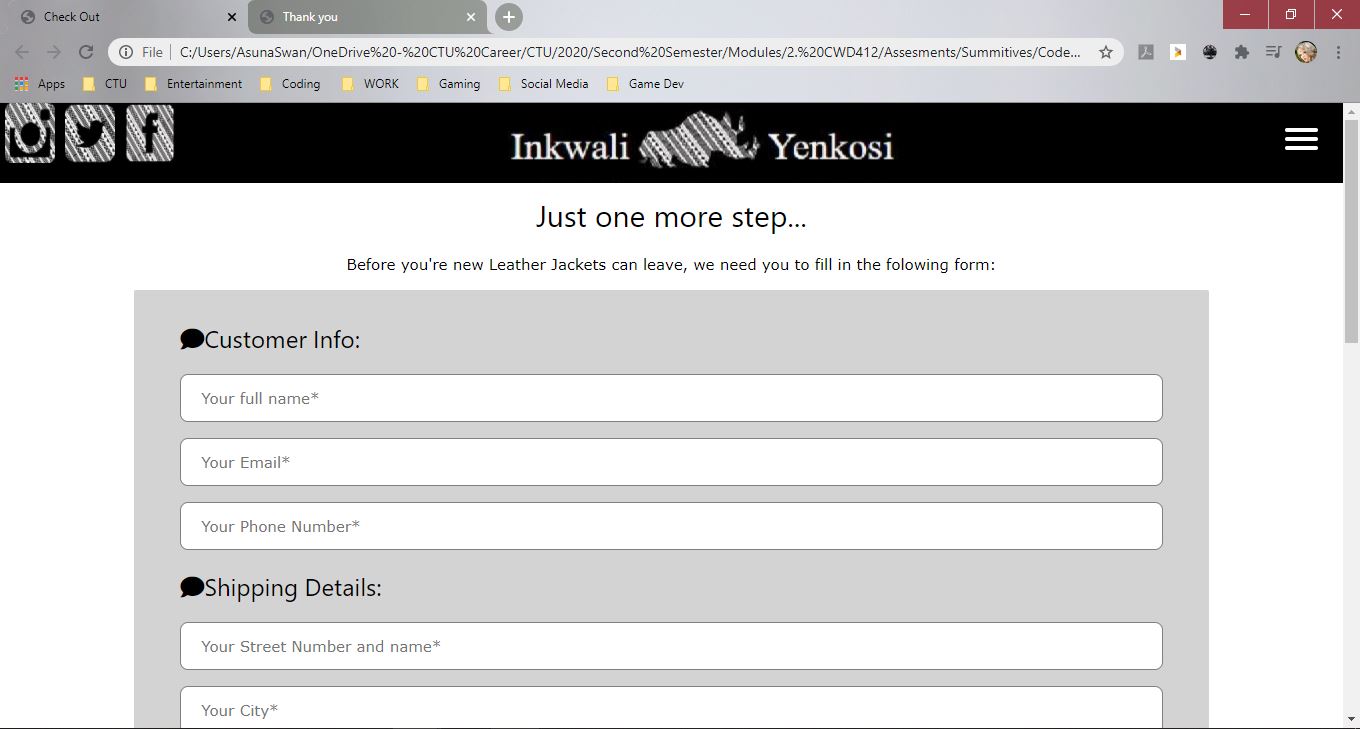 Check Out
Thank you
File
C:/Users/AsunaSwan/OneDrive%20-%20CTU%20Career/CTU/2020/Second%20Semester/Modules/2.%20CWD412/Assesments/Summitives/Code...
Apps CTU Entertainment Coding WORK Gaming Social Media Game Dev
Inkwali Yenkosi
Just one more step...
Before you're new Leather Jackets can leave, we need you to fill in the folowing form:
Customer Info:
Your full name*
Your Email*
Your Phone Number*
Shipping Details:
Your Street Number and name*
Your City*